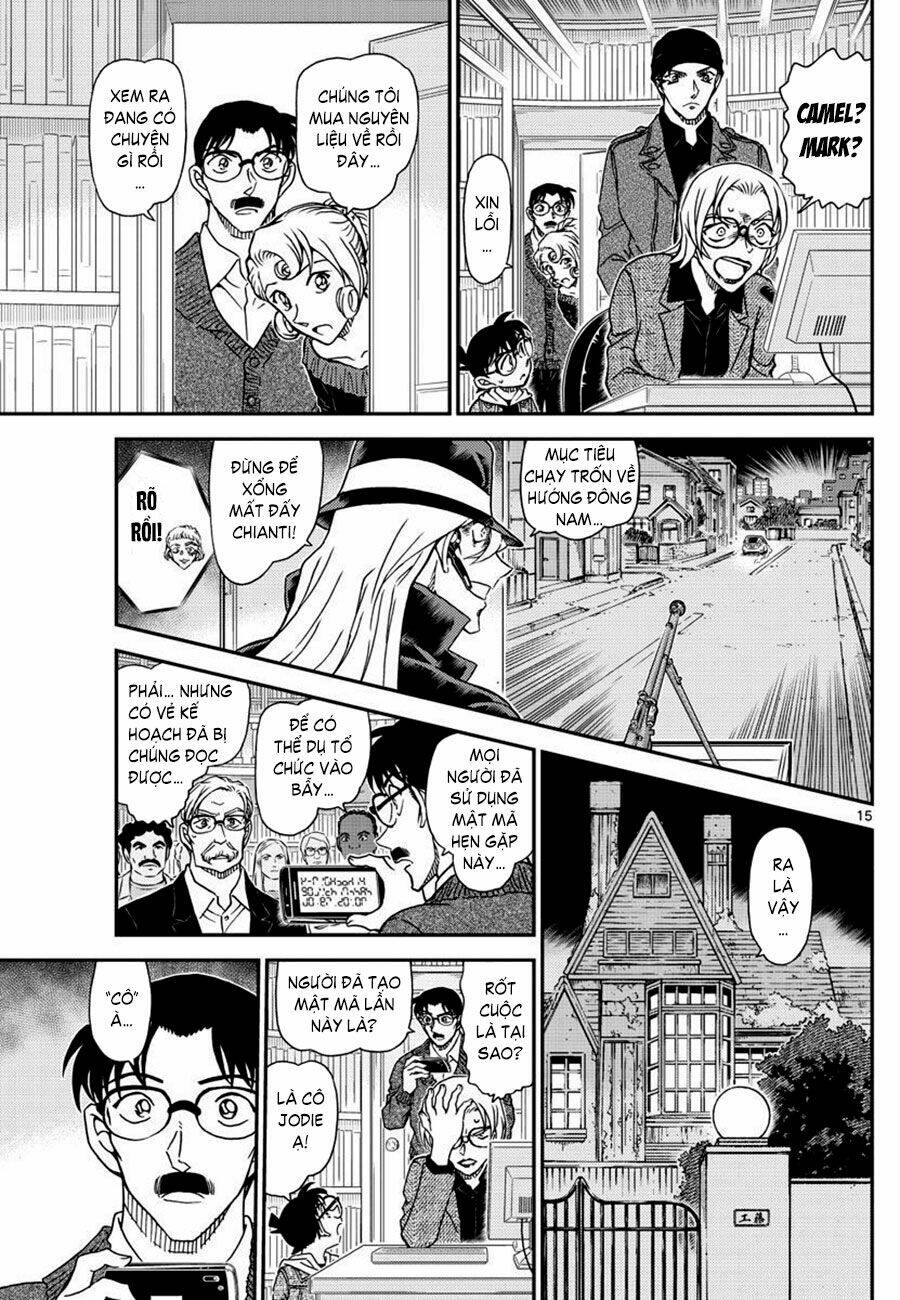 CAMEL?
MARK?
XIN
LỖI
...
CHÚNG TÔI
MUA NGUYÊN
LIỆU VỀ RỒI
ĐÂY...
XEM RA
ĐANG CÓ
CHUYỆN
GÌ RỒI
...
MỤC TIÊU
CHẠY TRỐN VỀ
HƯỚNG ĐÔNG
NAM...
ĐỪNG ĐỂ
XỔNG
MẤT ĐẤY
CHIANTI!
RÕ
RỒI!
15
RA
LÀ
VẬY
...
MỌI
NGƯỜI ĐÃ
SỬ DỤNG
MẬT MÃ
HẸN GẶP
NÀY...
ĐỂ CÓ
THỂ DỤ TỔ
CHỨC VÀO
BẪY...
PHẢI... NHƯNG
CÓ VẺ KẾ
HOẠCH ĐÃ BỊ
CHÚNG ĐỌC
ĐƯỢC...
工藤
RỐT
CUỘC
LÀ TẠI
SAO?
NGƯỜI ĐÃ TẠO
MẬT MÃ LẦN
NÀY LÀ?
LÀ CÔ
JODIE
Ạ!
"CÔ"
À...